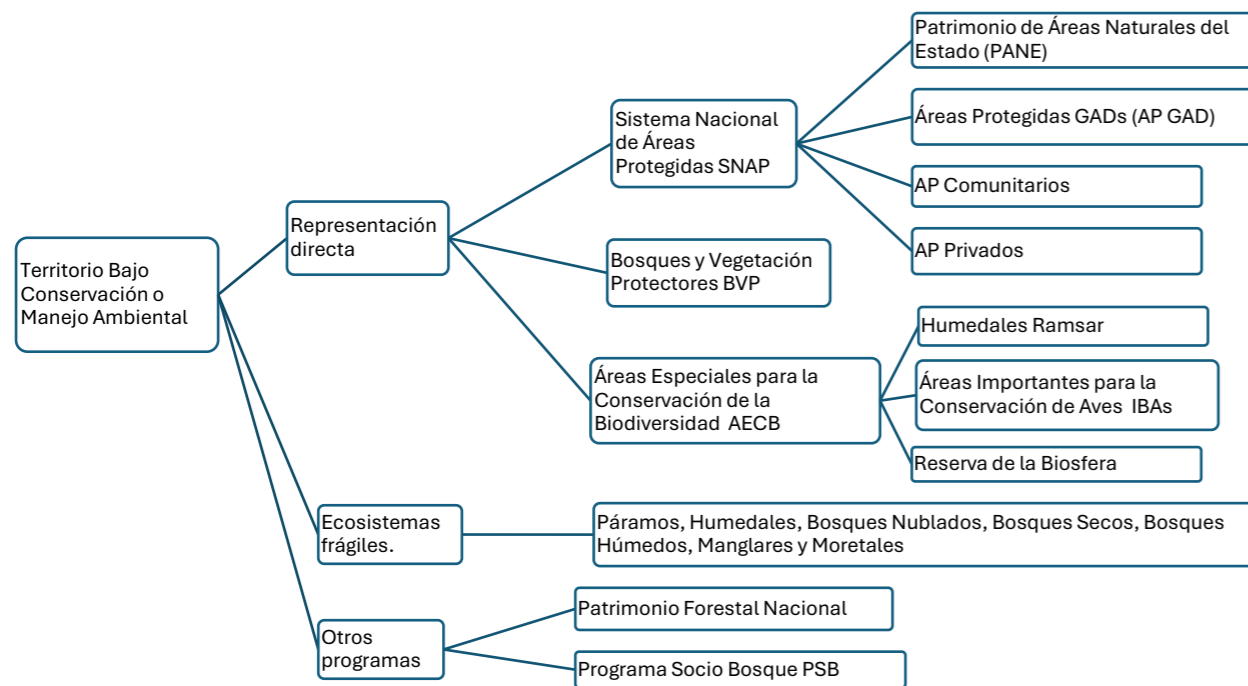 Territorio Bajo
Conservación o
Manejo Ambiental
Representación
directa
Sistema Nacional
de Áreas
Protegidas SNAP
Patrimonio de Áreas Naturales del
Estado (PANE)
Áreas Protegidas GADs (AP GAD)
AP Comunitarios
AP Privados
Bosques y Vegetación
Protectores BVP
Áreas Especiales para la
Conservación de la
Biodiversidad AECB
Humedales Ramsar
Áreas Importantes para la
Conservación de Aves IBAs
Reserva de la Biosfera
Ecosistemas
frágiles.
Páramos, Humedales, Bosques Nublados, Bosques Secos, Bosques
Húmedos, Manglares y Moretales
Otros
programas
Patrimonio Forestal Nacional
Programa Socio Bosque PSB